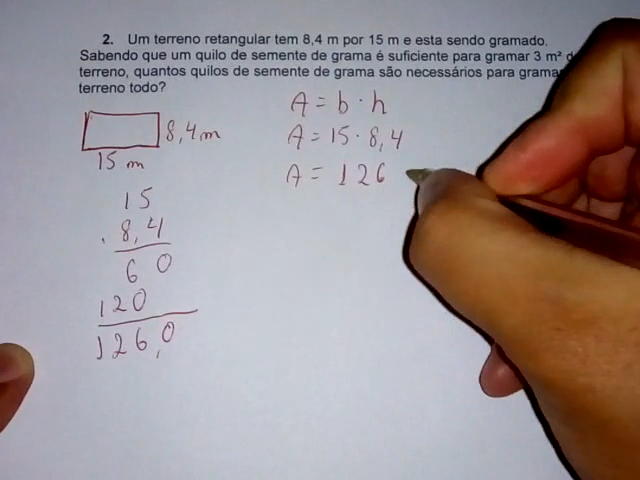 2. Um terreno retangular tem 8,4 m por 15 m e esta sendo gramado.
Sabendo que um quilo de semente de grama é suficiente para gramar 3 m² d
terreno, quantos quilos de semente de grama são necessários para grama
terreno todo?
8,4 m
15 m
A = b · h
A = 15 · 8,4
A = 126
15
. 8,4
60
120
126,0